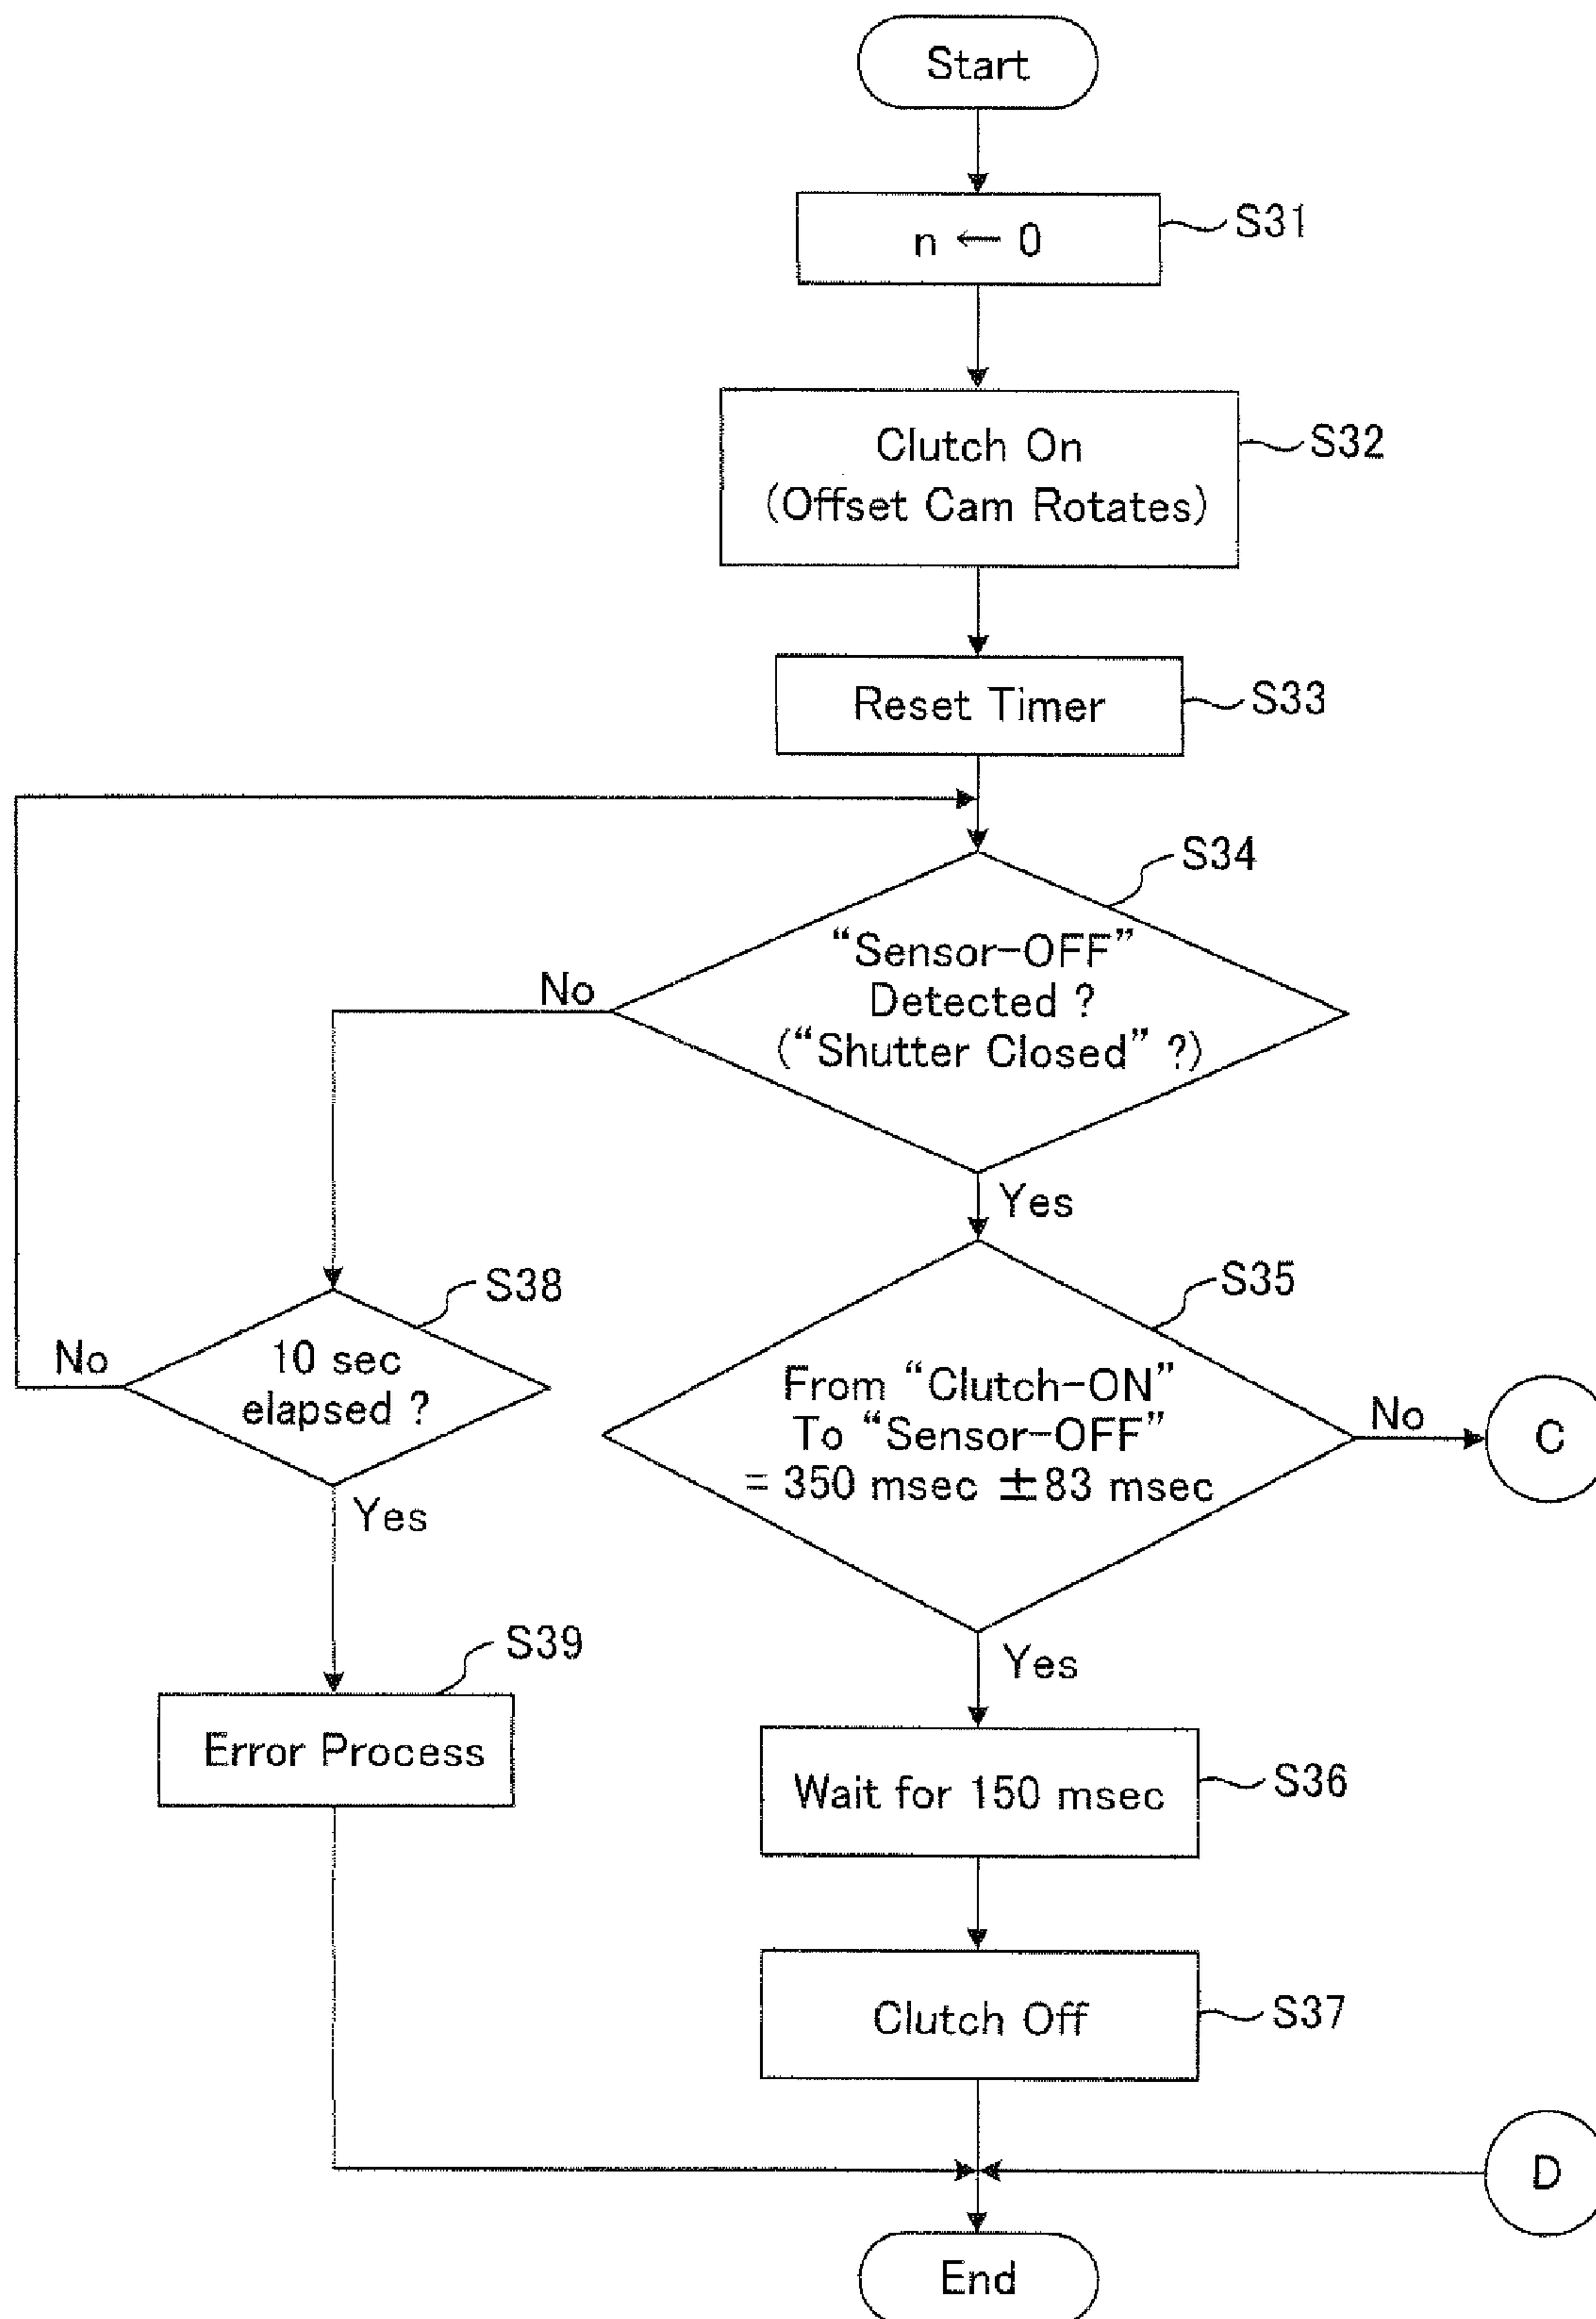 Start
n ← 0
S31
Clutch On
(Offset Cam Rotates)
S32
Reset Timer
S33
S34
“Sensor-OFF”
Detected ?
(“Shutter Closed” ?)
No
Yes
S38
10 sec
elapsed ?
No
Yes
S35
From “Clutch-ON”
To “Sensor-OFF”
= 350 msec ±83 msec
No
C
Yes
S39
Error Process
Wait for 150 msec
S36
Clutch Off
S37
D
End